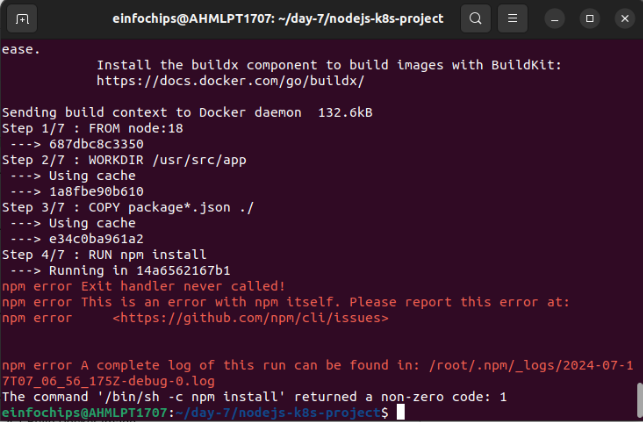 einfochips@AHMLPT1707: ~/day-7/nodejs-k8s-project
ease.
Install the buildx component to build images with BuildKit:
https://docs.docker.com/go/buildx/
Sending build context to Docker daemon  132.6kB
Step 1/7 : FROM node:18
 ---> 687dbc8c3350
Step 2/7 : WORKDIR /usr/src/app
 ---> Using cache
 ---> 1a8fbe90b610
Step 3/7 : COPY package*.json ./
 ---> Using cache
 ---> e34c0ba961a2
Step 4/7 : RUN npm install
 ---> Running in 14a6562167b1
npm error Exit handler never called!
npm error This is an error with npm itself. Please report this error at:
npm error     <https://github.com/npm/cli/issues>
npm error A complete log of this run can be found in: /root/.npm/_logs/2024-07-1
7T07_06_56_175Z-debug-0.log
The command '/bin/sh -c npm install' returned a non-zero code: 1
einfochips@AHMLPT1707:~/day-7/nodejs-k8s-project$